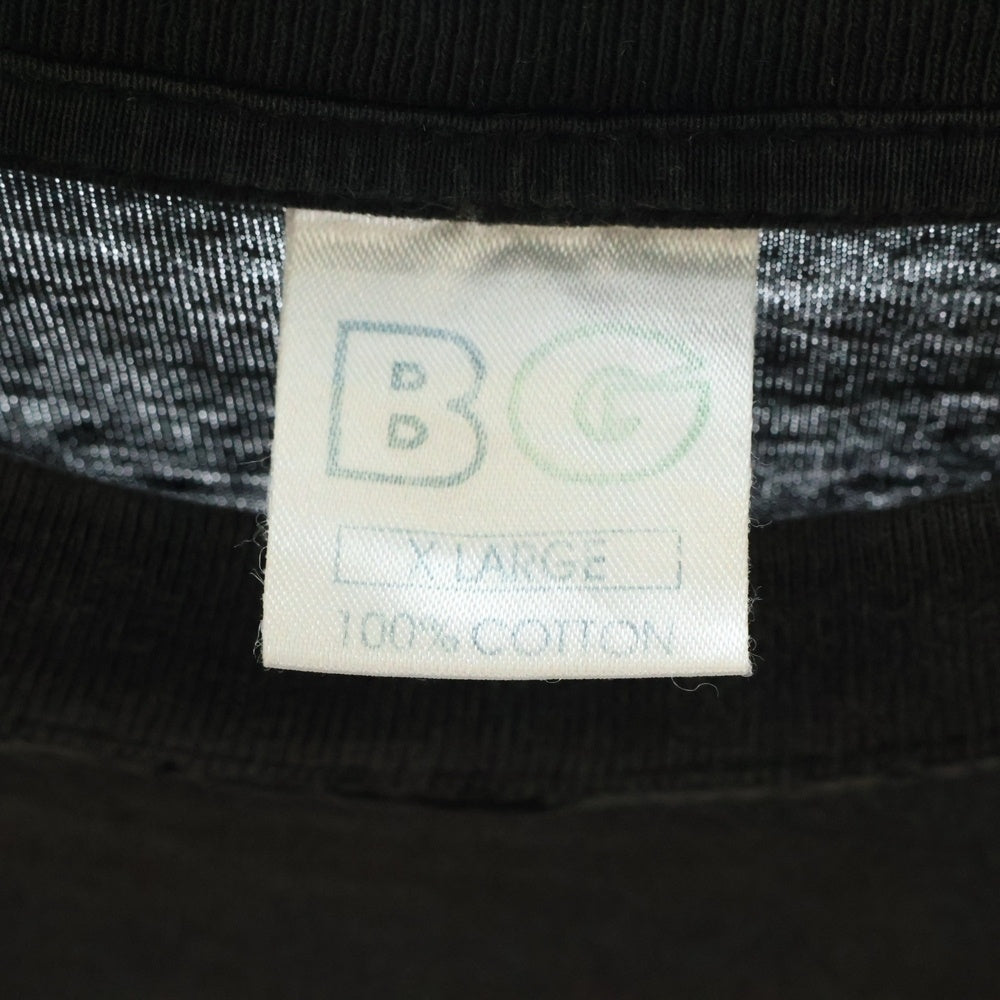 BG
X LARGE
100% COTTON